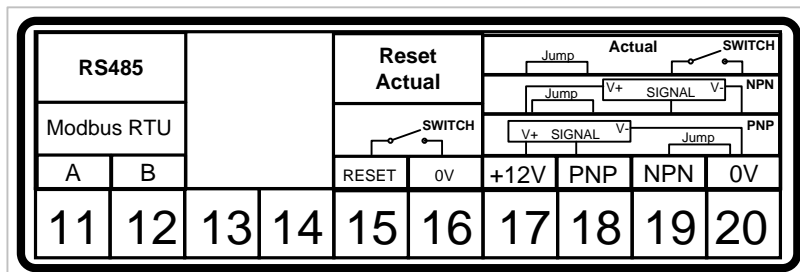 RS485
Modbus RTU
A B
Reset
Actual
SWITCH
RESET 0V
Jump Actual SWITCH
Jump V+ SIGNAL V- NPN
V+ SIGNAL V- Jump PNP
+12V PNP NPN 0V
11 12 13 14 15 16 17 18 19 20